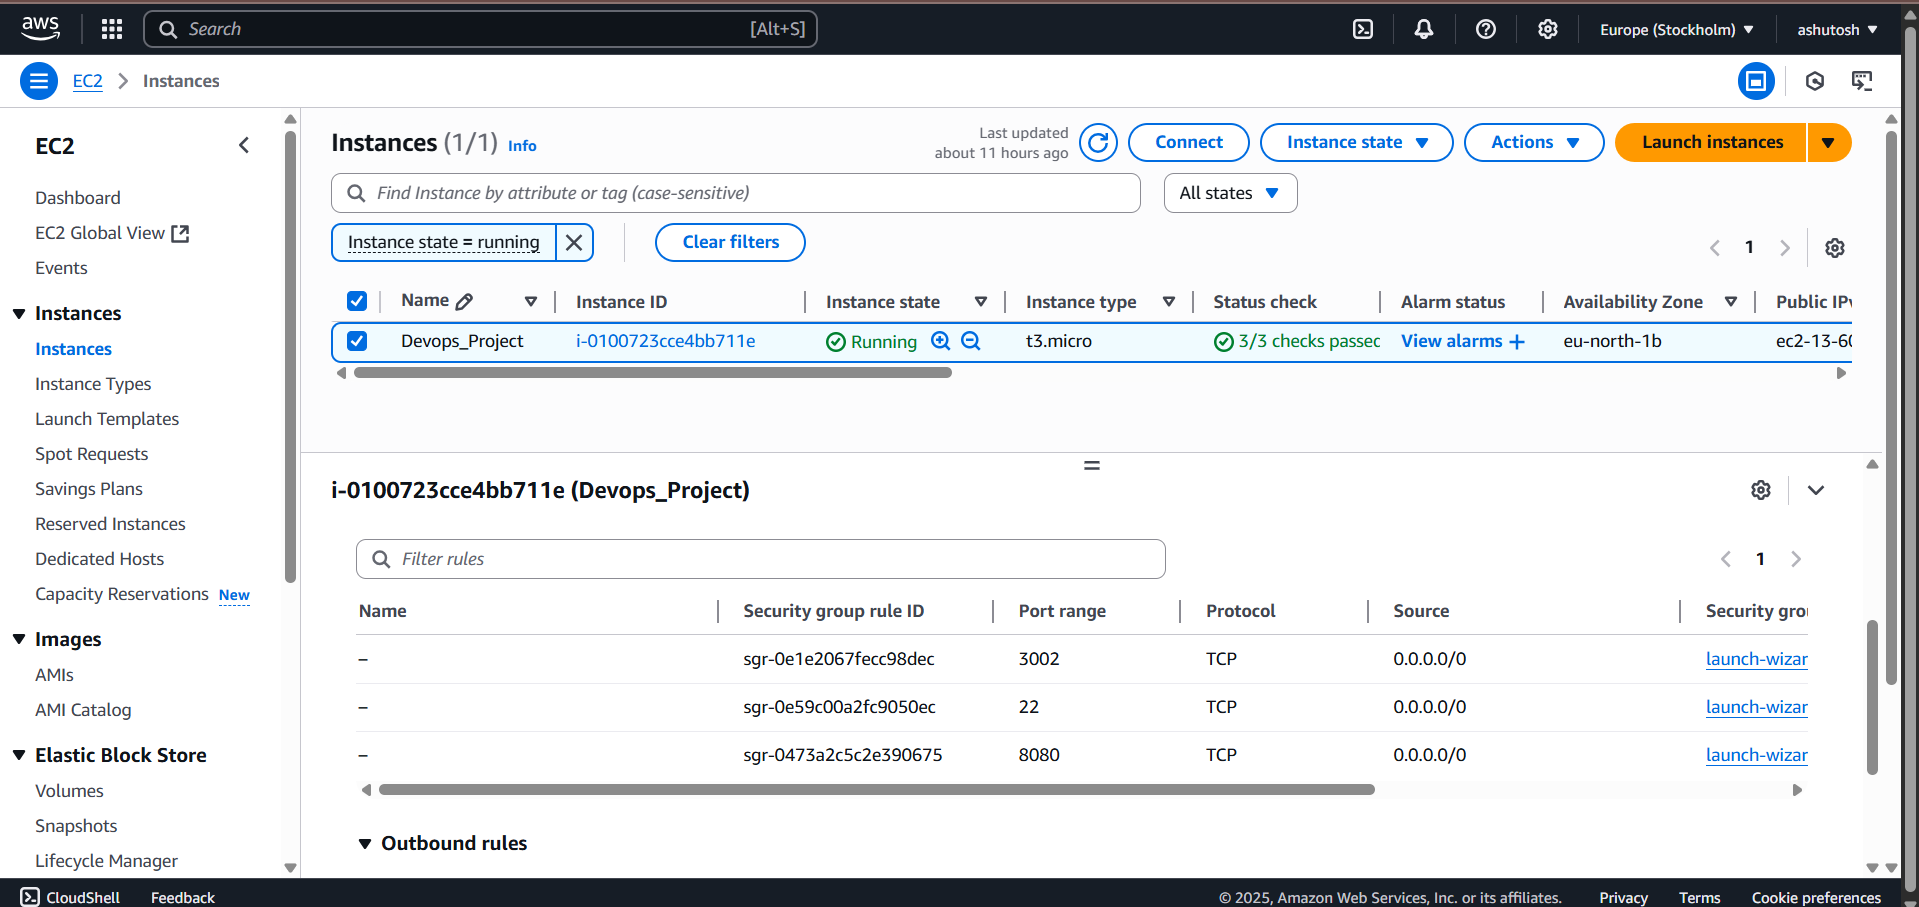 aws
Search [Alt+S]
Europe (Stockholm)
ashutosh
EC2 Instances
EC2
Dashboard
EC2 Global View
Events
Instances
Instances
Instance Types
Launch Templates
Spot Requests
Savings Plans
Reserved Instances
Dedicated Hosts
Capacity Reservations New
Images
AMIs
AMI Catalog
Elastic Block Store
Volumes
Snapshots
Lifecycle Manager
Instances (1/1) Info
Last updated
about 11 hours ago
Connect
Instance state
Actions
Launch instances
Find Instance by attribute or tag (case-sensitive)
All states
Instance state = running
Clear filters
1
Name Instance ID Instance state Instance type Status check Alarm status Availability Zone Public IPv
Devops_Project i-0100723cce4bb711e Running t3.micro 3/3 checks passec View alarms + eu-north-1b ec2-13-60
i-0100723cce4bb711e (Devops_Project)
Filter rules
1
Name Security group rule ID Port range Protocol Source Security grou
– sgr-0e1e2067fecc98dec 3002 TCP 0.0.0.0/0 launch-wizar
– sgr-0e59c00a2fc9050ec 22 TCP 0.0.0.0/0 launch-wizar
– sgr-0473a2c5c2e390675 8080 TCP 0.0.0.0/0 launch-wizar
Outbound rules
CloudShell Feedback © 2025, Amazon Web Services, Inc. or its affiliates. Privacy Terms Cookie preferences